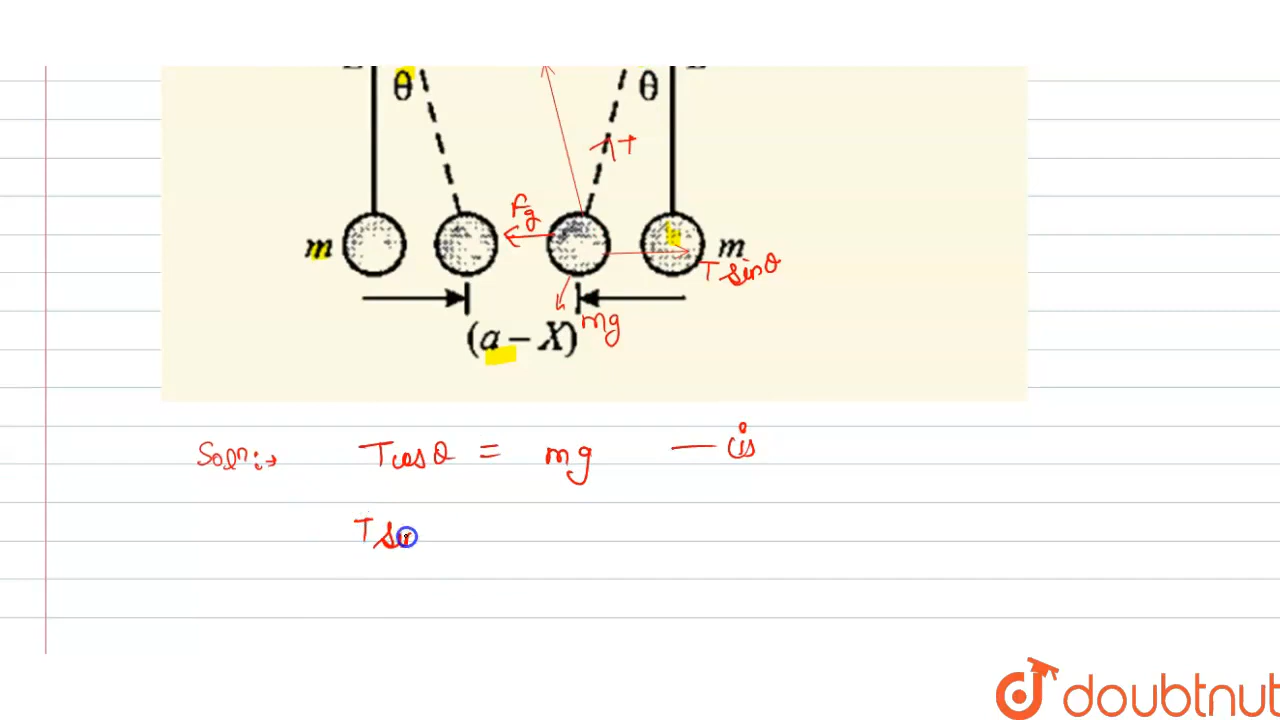 θ θ
T
Fg
m m
T sinθ
mg
(a – X)
Soln:→ T cosθ = mg — (i)
T sin
doubtnut